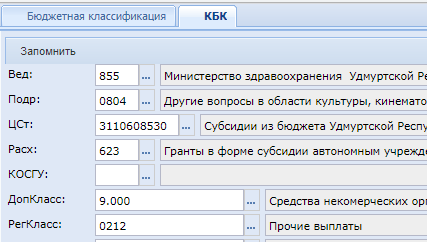 Бюджетная классификация КБК
Запомнить
Вед: 855 ... Министерство здравоохранения Удмуртской Ре
Подр: 0804 ... Другие вопросы в области культуры, кинемато
ЦСт: 3110608530 ... Субсидии из бюджета Удмуртской Респу
Расх: 623 ... Гранты в форме субсидии автономным учрежде
КОСГУ: ...
ДопКласс: 9.000 ... Средства некомерческих орг
РегКласс: 0212 ... Прочие выплаты